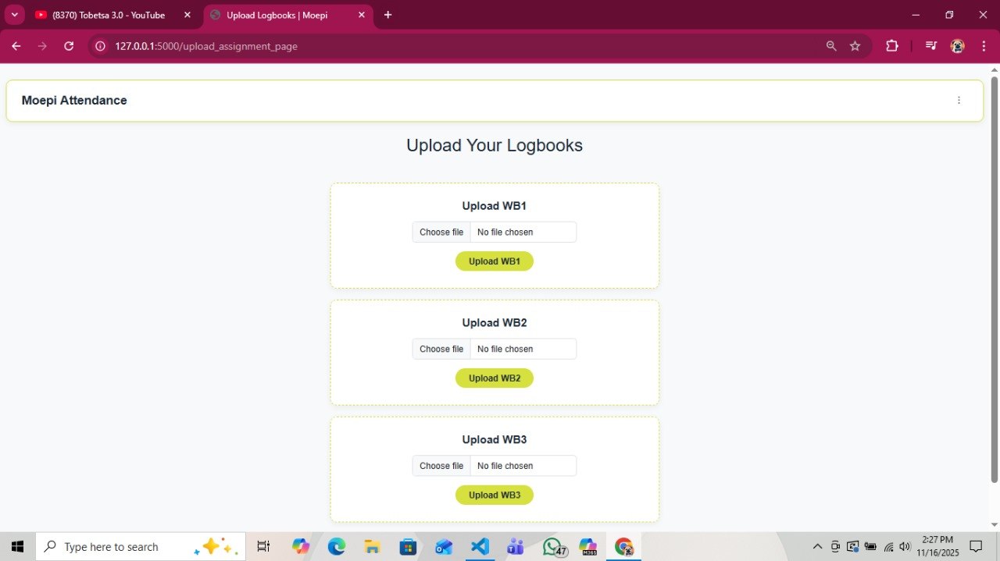 (8370) Tobetsa 3.0 - YouTube
Upload Logbooks | Moepi
127.0.0.1:5000/upload_assignment_page
Moepi Attendance
Upload Your Logbooks
Upload WB1
Choose file No file chosen
Upload WB1
Upload WB2
Choose file No file chosen
Upload WB2
Upload WB3
Choose file No file chosen
Upload WB3
Type here to search
47
M365
2:27 PM
11/16/2025